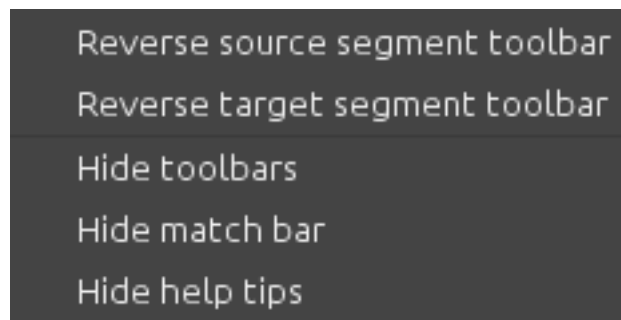 Reverse source segment toolbar
Reverse target segment toolbar
Hide toolbars
Hide match bar
Hide help tips